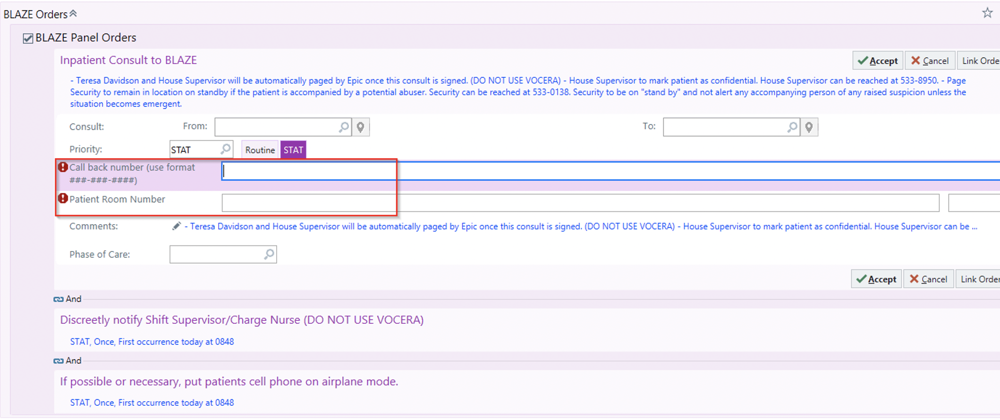 BLAZE Orders
BLAZE Panel Orders
Inpatient Consult to BLAZE
Accept Cancel Link Orde
- Teresa Davidson and House Supervisor will be automatically paged by Epic once this consult is signed. (DO NOT USE VOCERA) - House Supervisor to mark patient as confidential. House Supervisor can be reached at 533-8950. - Page
Security to remain in location on standby if the patient is accompanied by a potential abuser. Security can be reached at 533-0138. Security to be on "stand by" and not alert any accompanying person of any raised suspicion unless the
situation becomes emergent.
Consult: From: To:
Priority: STAT Routine STAT
Call back number (use format
###-###-####)
Patient Room Number
Comments: - Teresa Davidson and House Supervisor will be automatically paged by Epic once this consult is signed. (DO NOT USE VOCERA) - House Supervisor to mark patient as confidential. House Supervisor can be ...
Phase of Care:
Accept Cancel Link Order
And
Discreetly notify Shift Supervisor/Charge Nurse (DO NOT USE VOCERA)
STAT, Once, First occurrence today at 0848
And
If possible or necessary, put patients cell phone on airplane mode.
STAT, Once, First occurrence today at 0848